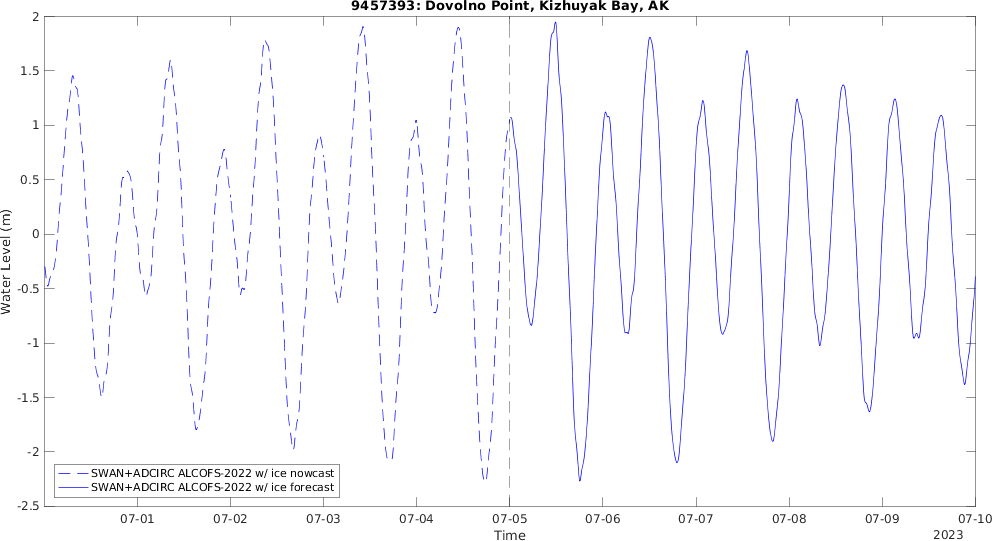 9457393: Dovolno Point, Kizhuyak Bay, AK
2
1.5
1
0.5
0
-0.5
-1
-1.5
-2
-2.5
Water Level (m)
SWAN+ADCIRC ALCOFS-2022 w/ ice nowcast
SWAN+ADCIRC ALCOFS-2022 w/ ice forecast
07-01 07-02 07-03 07-04 07-05 07-06 07-07 07-08 07-09 07-10
Time
2023